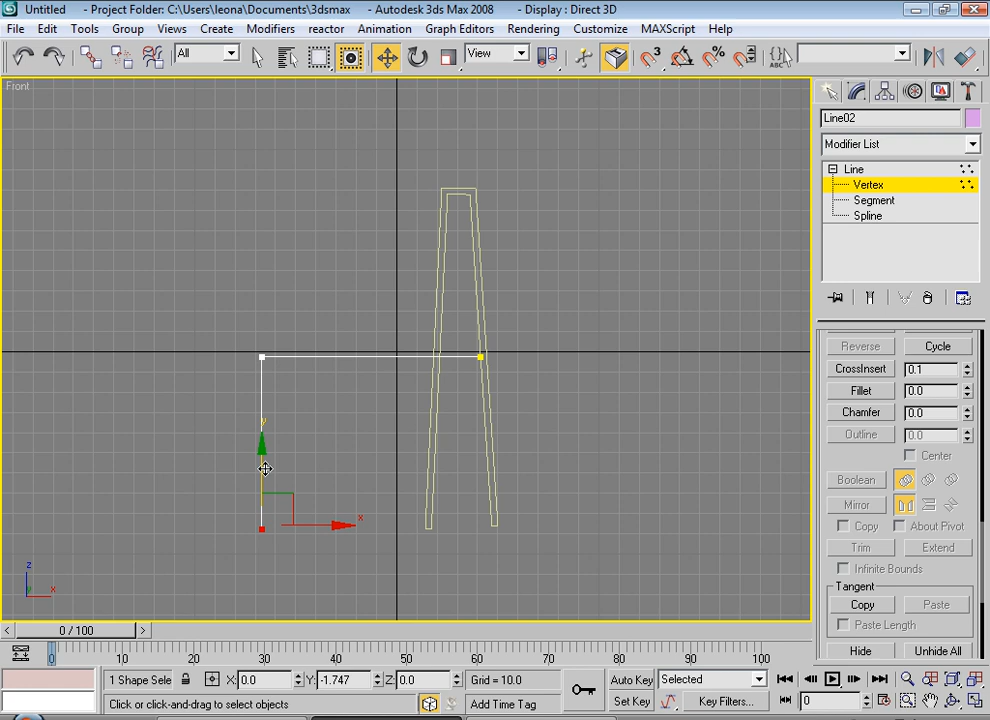 Untitled - Project Folder: C:\Users\leona\Documents\3dsmax - Autodesk 3ds Max 2008 - Display : Direct 3D
File Edit Tools Group Views Create Modifiers reactor Animation Graph Editors Rendering Customize MAXScript Help
All View
Front
Line02
Modifier List
Line
Vertex
Segment
Spline
Reverse Cycle
CrossInsert 0.1
Fillet 0.0
Chamfer 0.0
Outline 0.0
Center
Boolean
Mirror
Copy About Pivot
Trim Extend
Infinite Bounds
Tangent
Copy Paste
Paste Length
Hide Unhide All
y
x
z
y x
0 / 100
0 10 20 30 40 50 60 70 80 90 100
1 Shape Sele X: 0.0 Y: -1.747 Z: 0.0 Grid = 10.0 Auto Key Selected
Click or click-and-drag to select objects Add Time Tag Set Key Key Filters... 0